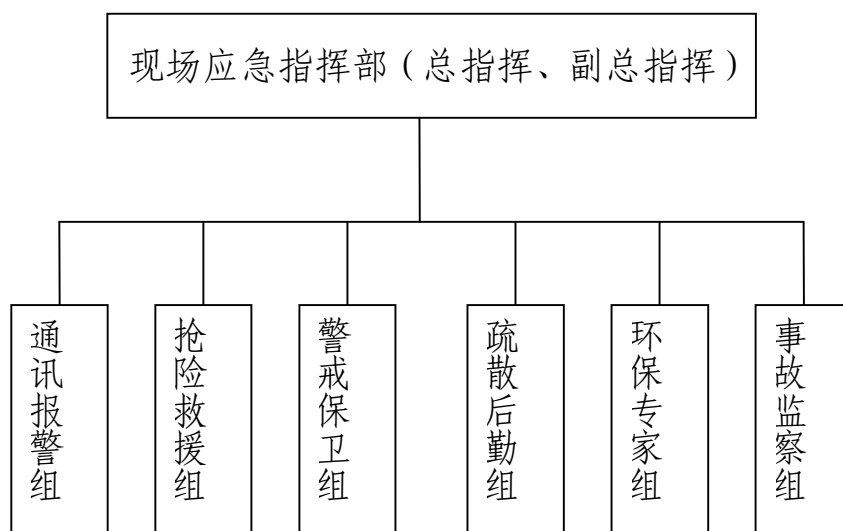 现场应急指挥部（总指挥、副总指挥）
通讯报警组
抢险救援组
警戒保卫组
疏散后勤组
环保专家组
事故监察组